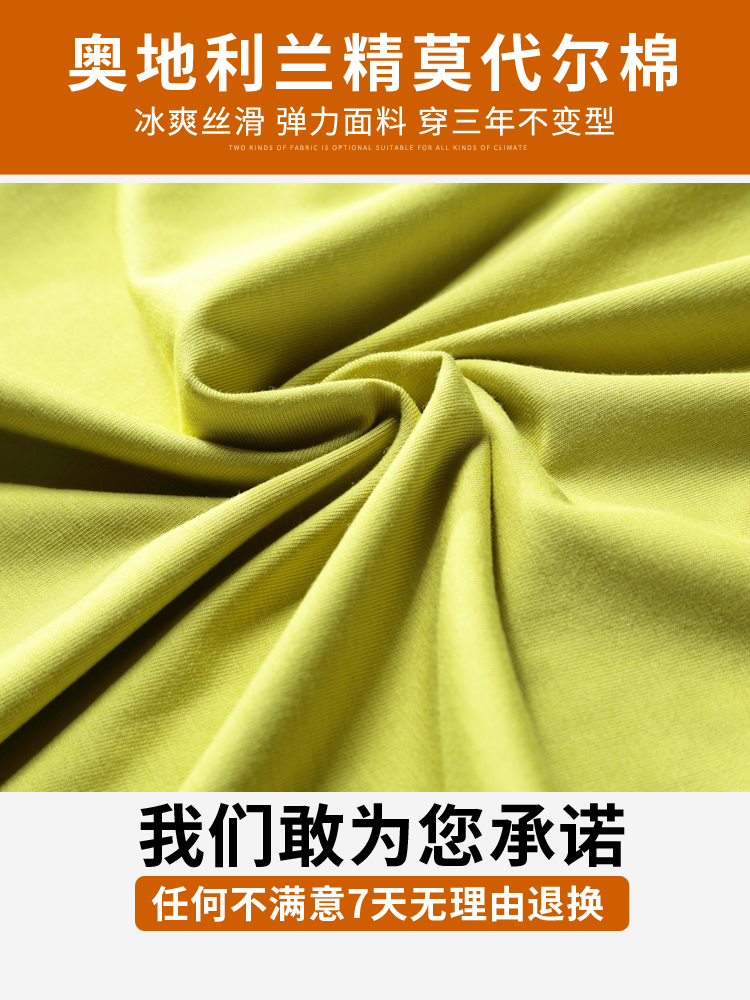 奥地利兰精莫代尔棉
冰爽丝滑 弹力面料 穿三年不变型
TWO KINDS OF FABRIC IS OPTIONAL SUITABLE FOR ALL KINDS OF CLIMATE
我们敢为您承诺
任何不满意7天无理由退换